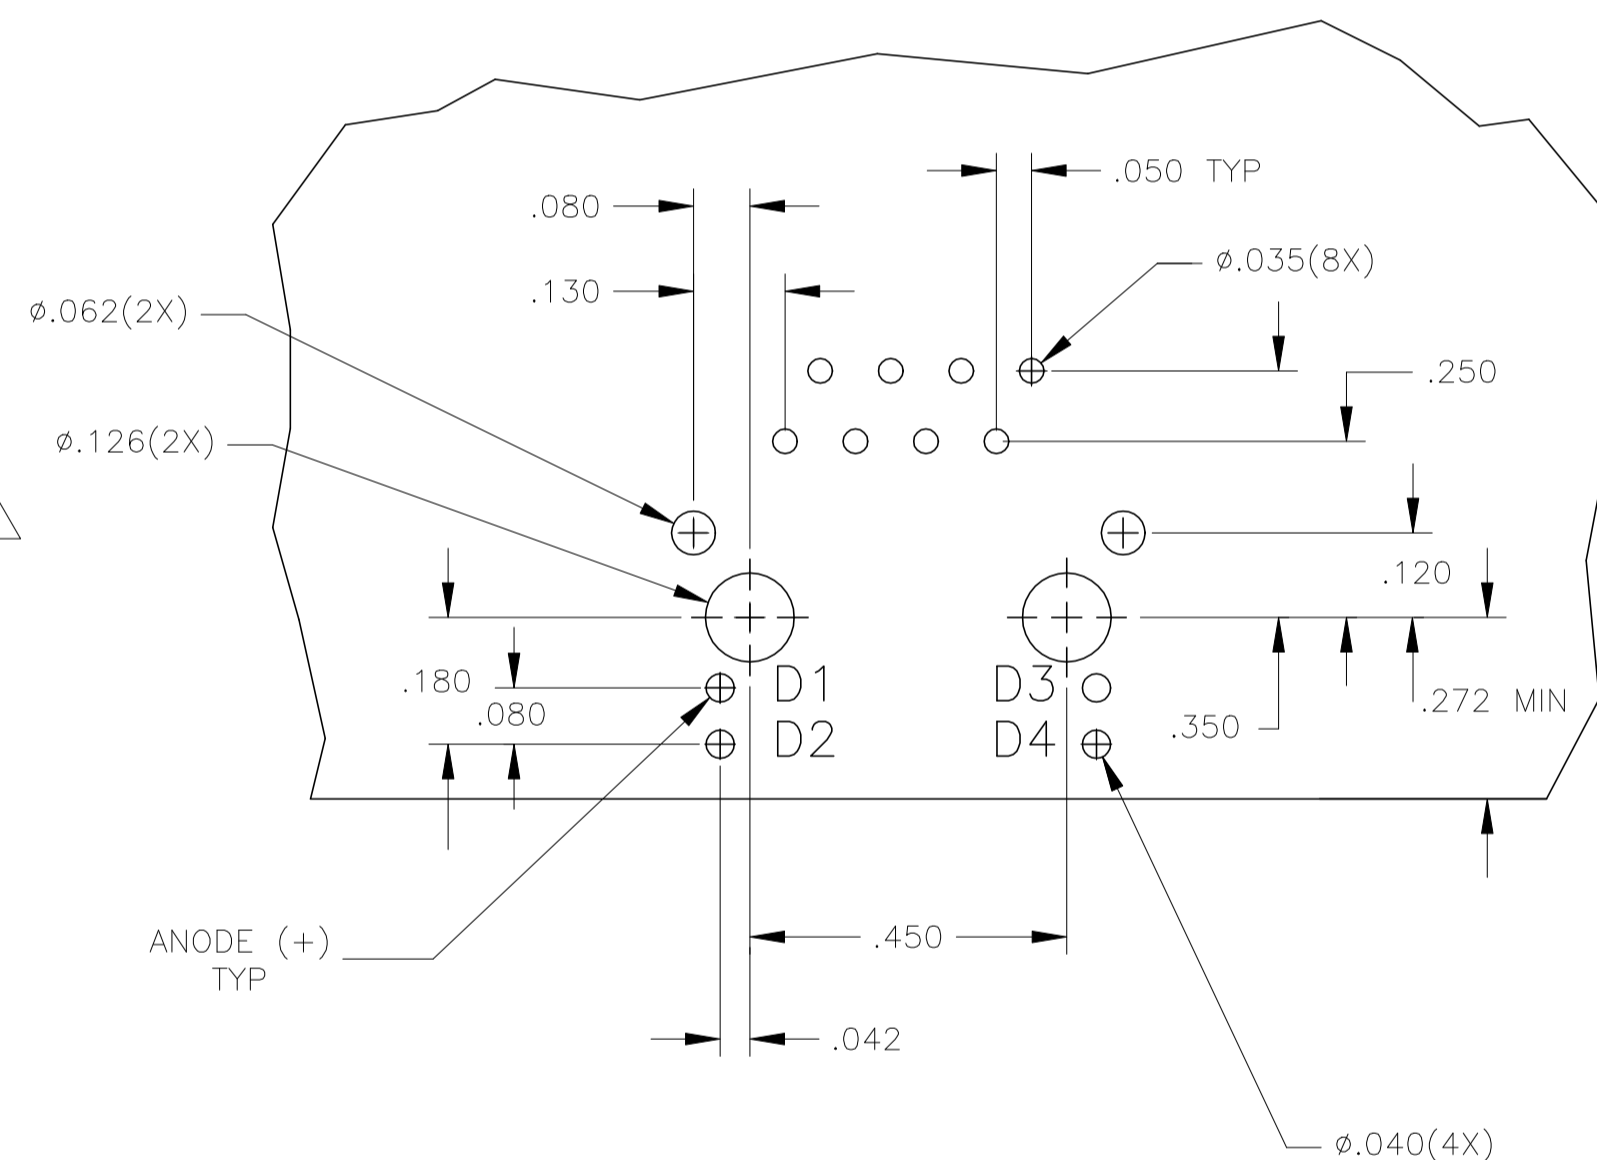 .050 TYP
.080
ø.035(8X)
.130
ø.062(2X)
.250
ø.126(2X)
.120
.180
D1
D3
.080
.272 MIN
.350
D2
D4
ANODE (+)
TYP
.450
.042
ø.040(4X)